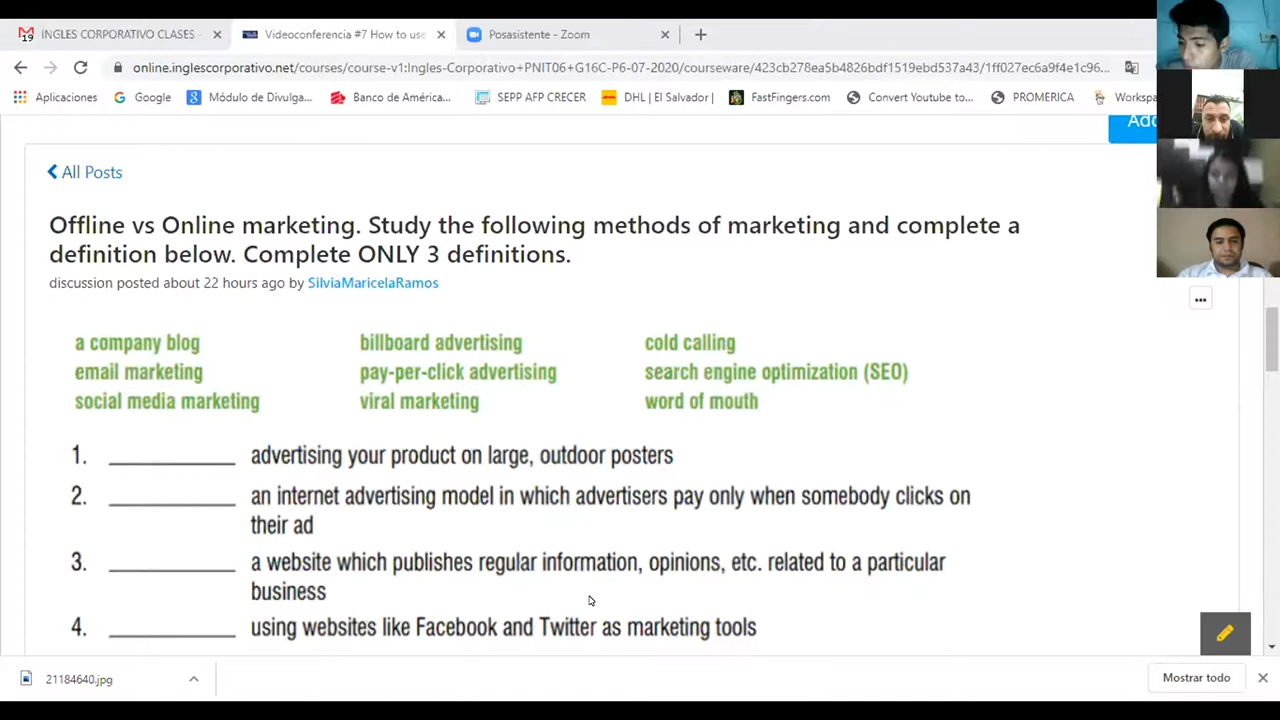 19
INGLES CORPORATIVO CLASES -
Videoconferencia #7 How to use
Posasistente - Zoom
online.inglescorporativo.net/courses/course-v1:Ingles-Corporativo+PNIT06+G16C-P6-07-2020/courseware/423cb278ea5b4826bdf1519ebd537a43/1ff027ec6a9f4e1c96...
Aplicaciones Google Módulo de Divulga... Banco de América... SEPP AFP CRECER DHL | El Salvador | FastFingers.com Convert Youtube to... PROMERICA Workspa
Add
All Posts
Offline vs Online marketing. Study the following methods of marketing and complete a
definition below. Complete ONLY 3 definitions.
discussion posted about 22 hours ago by SilviaMaricelaRamos
...
a company blog billboard advertising cold calling
email marketing pay-per-click advertising search engine optimization (SEO)
social media marketing viral marketing word of mouth
1. __________ advertising your product on large, outdoor posters
2. __________ an internet advertising model in which advertisers pay only when somebody clicks on
their ad
3. __________ a website which publishes regular information, opinions, etc. related to a particular
business
4. __________ using websites like Facebook and Twitter as marketing tools
21184640.jpg
Mostrar todo